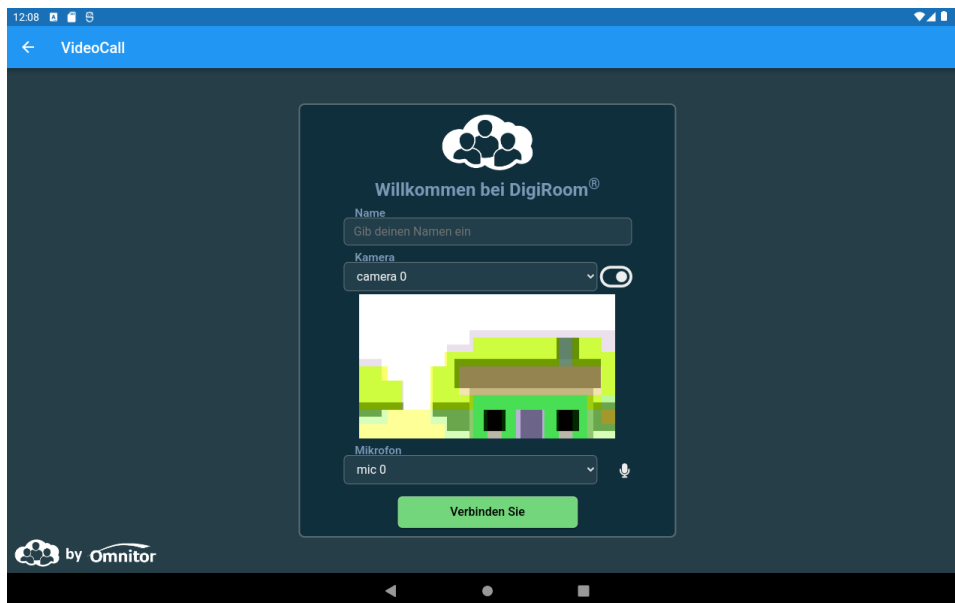 12:08
VideoCall
Willkommen bei DigiRoom®
Name
Gib deinen Namen ein
Kamera
camera 0
Mikrofon
mic 0
Verbinden Sie
by Omnitor